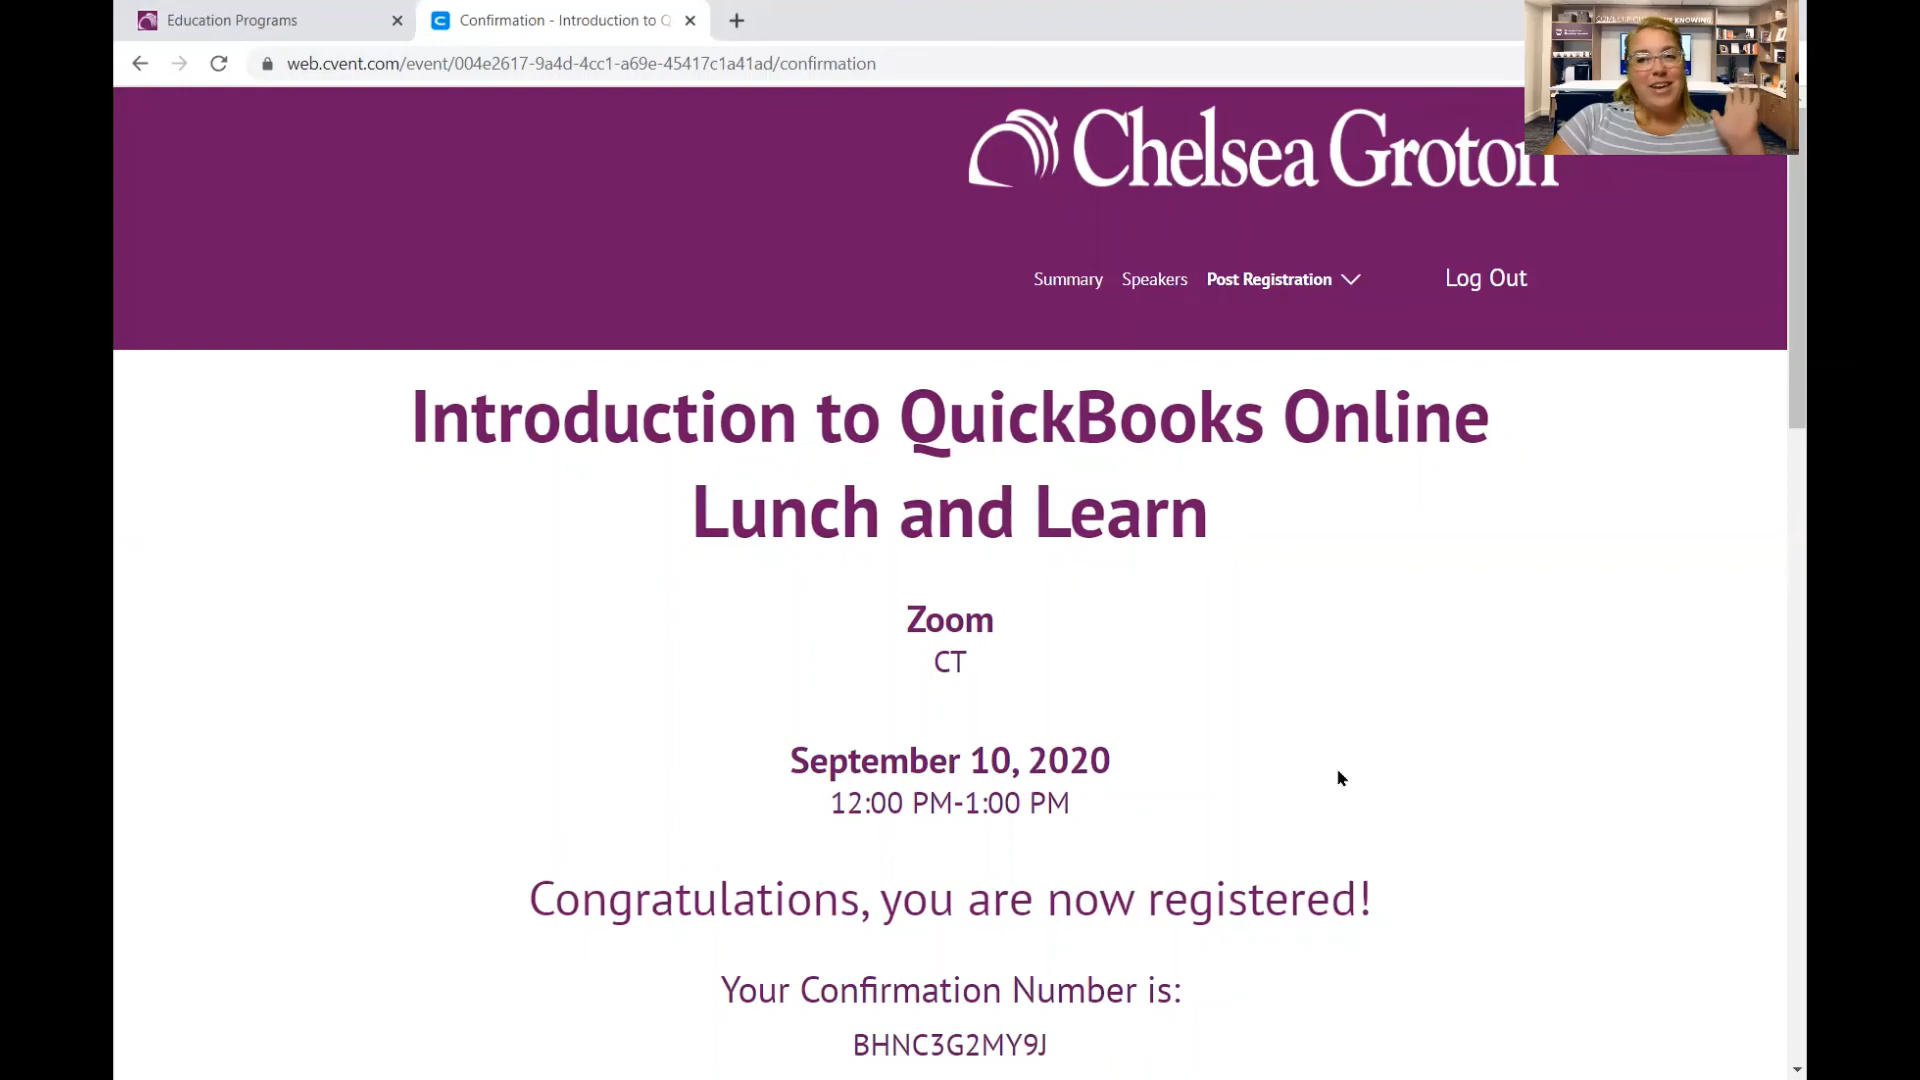 Education Programs
Confirmation - Introduction to Q
web.cvent.com/event/004e2617-9a4d-4cc1-a69e-45417c1a41ad/confirmation
Chelsea Groton
Summary Speakers Post Registration Log Out
Introduction to QuickBooks Online
Lunch and Learn
Zoom
CT
September 10, 2020
12:00 PM-1:00 PM
Congratulations, you are now registered!
Your Confirmation Number is:
BHNC3G2MY9J